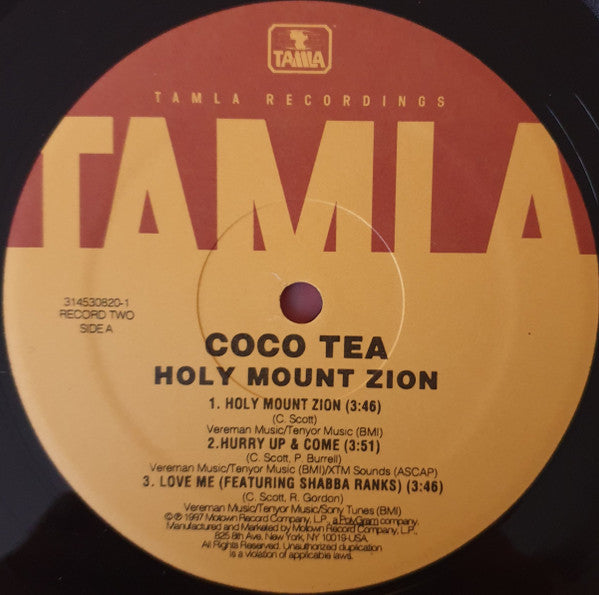 TAMLA
TAMLA RECORDINGS
TAMLA
314530820-1
RECORD TWO
SIDE A
COCO TEA
HOLY MOUNT ZION
1. HOLY MOUNT ZION (3:46)
(C. Scott)
Vereman Music/Tenyor Music (BMI)
2.HURRY UP & COME (3:51)
(C. Scott, P. Burrell)
Vereman Music/Tenyor Music (BMI)/XTM Sounds (ASCAP)
3. LOVE ME (FEATURING SHABBA RANKS) (3:46)
(C. Scott, R. Gordon)
Vereman Music/Tenyor Music/Sony Tunes (BMI)
©℗ 1997 Motown Record Company, L.P., a PolyGram company.
Manufactured and Marketed by Motown Record Company, L.P.,
825 8th Ave. New York, NY 10019-USA.
All Rights Reserved. Unauthorized duplication
is a violation of applicable laws.